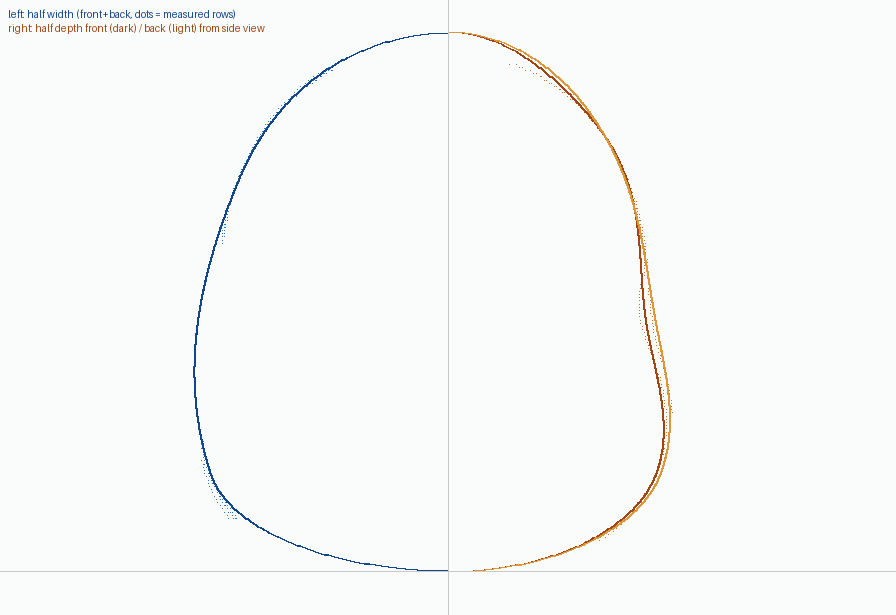 left: half width (front+back, dots = measured rows)
right: half depth front (dark) / back (light) from side view